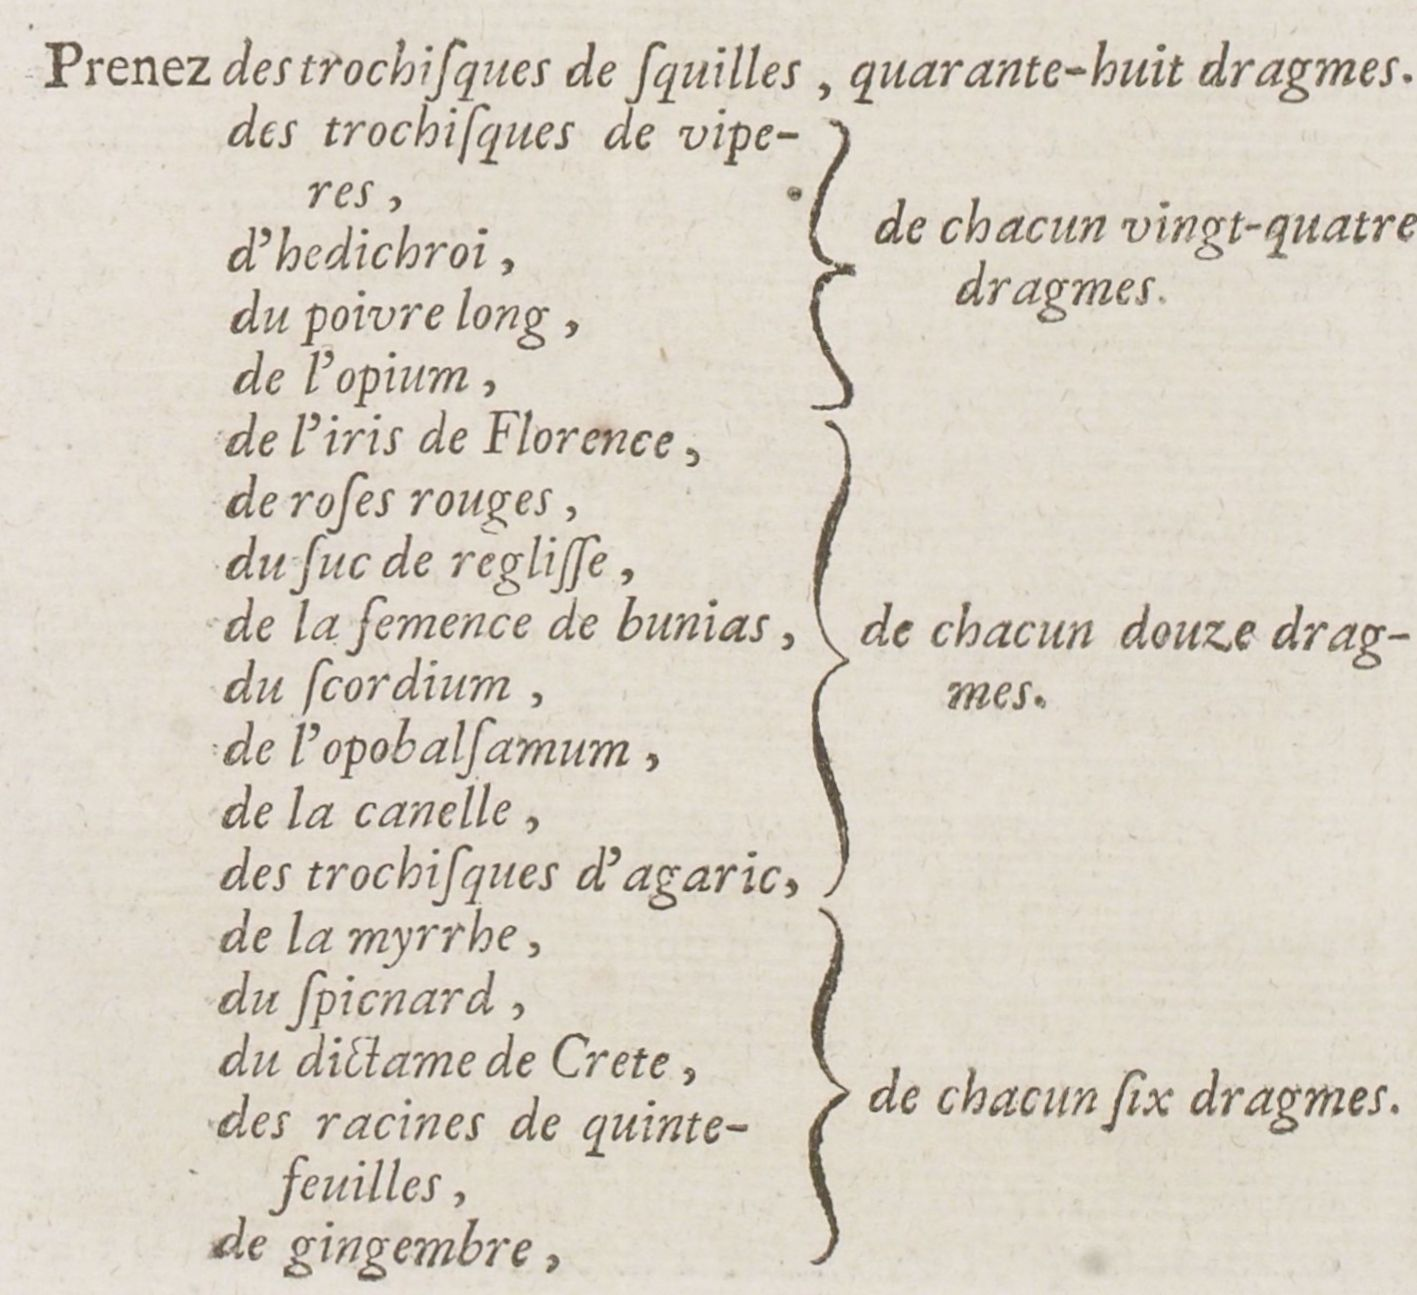 Prenez des trochiſques de ſquilles, quarante-huit dragmes.
des trochiſques de vipe-
res,
d'hedichroi,
du poivre long,
de l'opium,
de chacun vingt-quatre
dragmes.
de l'iris de Florence,
de roſes rouges,
du ſuc de regliſſe,
de la ſemence de bunias,
du ſcordium,
de l'opobalſamum,
de la canelle,
des trochiſques d'agaric,
de chacun douze drag-
mes.
de la myrrhe,
du ſpicnard,
du dictame de Crete,
des racines de quinte-
feuilles,
de gingembre,
de chacun ſix dragmes.